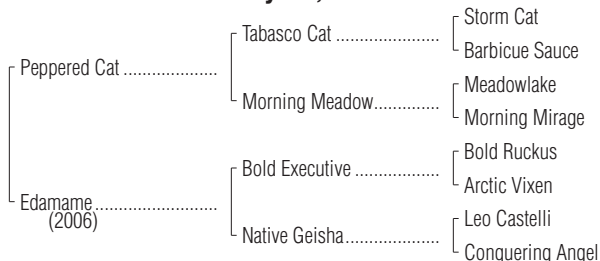 Storm Cat
Tabasco Cat ..................
Barbicue Sauce
Peppered Cat .....................
Meadowlake
Morning Meadow...............
Morning Mirage
Bold Ruckus
Bold Executive ..................
Arctic Vixen
Edamame...........................
(2006)
Leo Castelli
Native Geisha.....................
Conquering Angel